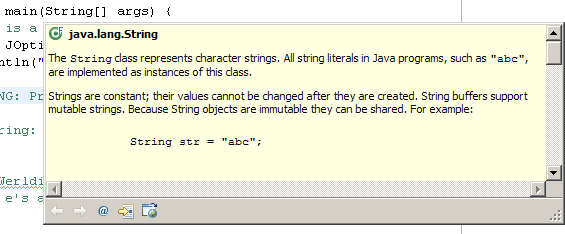 main(String[] args) {
is a
java.lang.String
JOpti
The String class represents character strings. All string literals in Java programs, such as "abc",
ntln("
are implemented as instances of this class.
NG: Pr
Strings are constant; their values cannot be changed after they are created. String buffers support
mutable strings. Because String objects are immutable they can be shared. For example:
ring:
String str = "abc";
Werldi
e's a
@